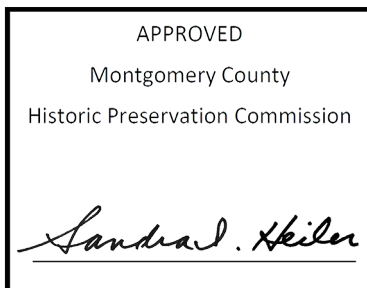 APPROVED
Montgomery County
Historic Preservation Commission
Sandra I. Heiler